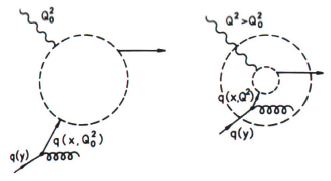 Q₀²
q(x, Q₀²)
q(y)
Q² > Q₀²
q(x,Q²)
q(y)